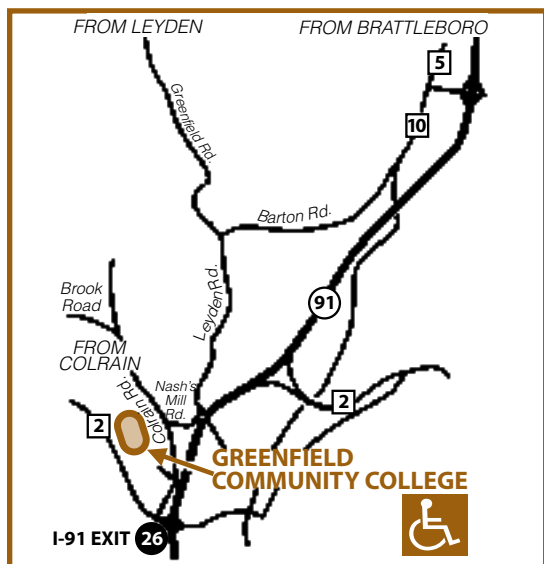 FROM LEYDEN
FROM BRATTLEBORO
5
Greenfield Rd.
10
Barton Rd.
Leyden Rd.
Brook
Road
91
FROM
COLRAIN
Colrain Rd.
Nash's
Mill
Rd.
2
2
GREENFIELD
COMMUNITY COLLEGE
I-91 EXIT 26